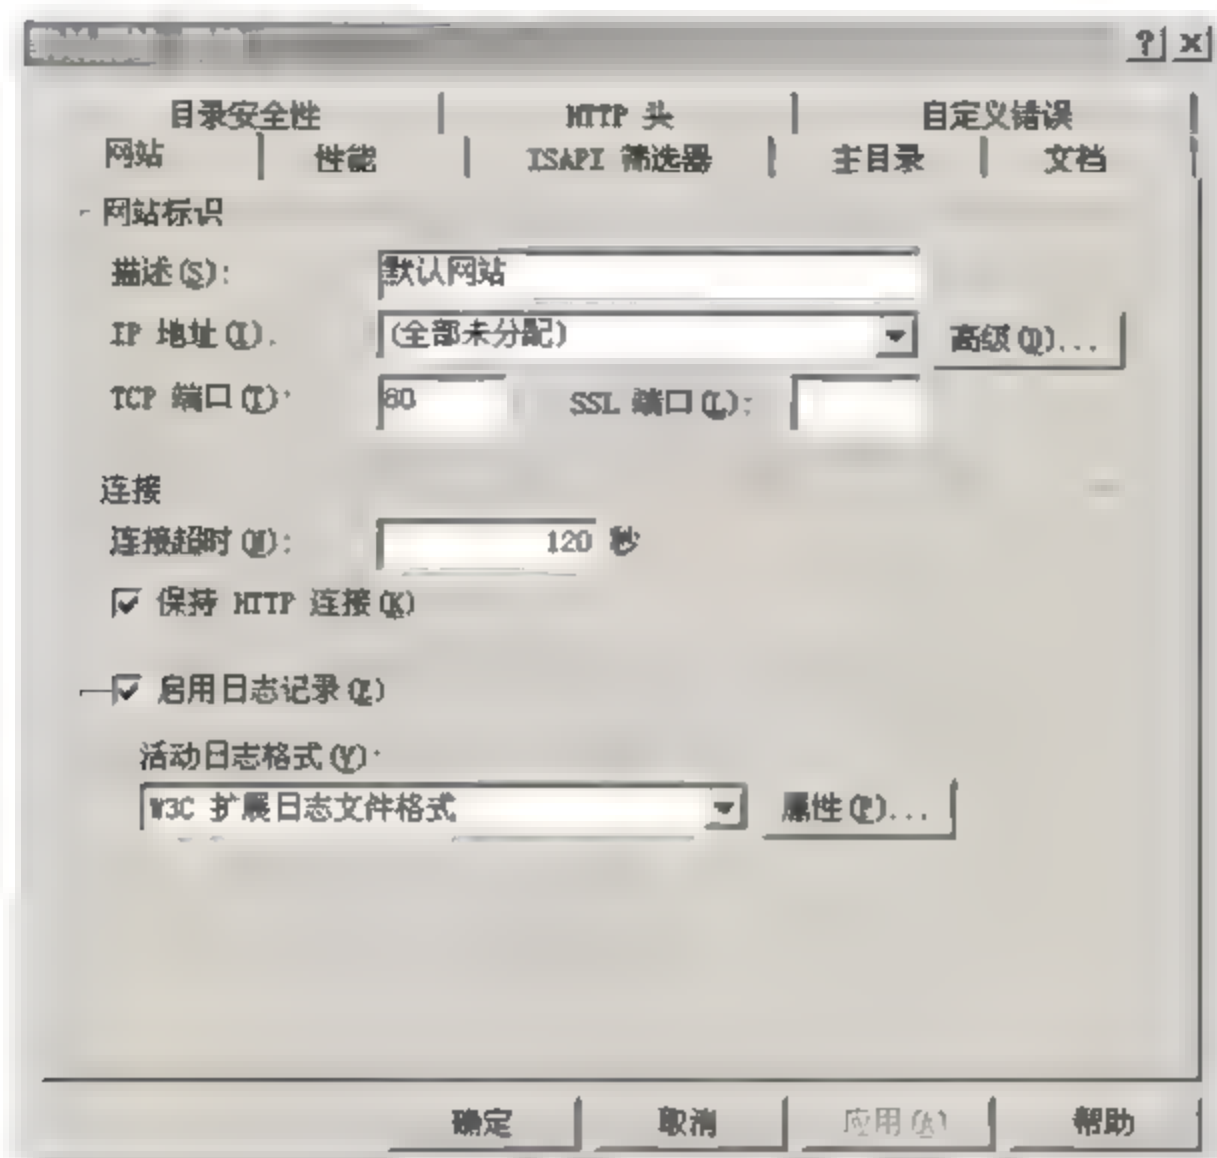 目录安全性 HTTP 头 自定义错误
网站 性能 ISAPI 筛选器 主目录 文档
网站标识
描述(S): 默认网站
IP 地址(I). (全部未分配) 高级(D)...
TCP 端口(T): 80 SSL 端口(L):
连接
连接超时(N): 120 秒
保持 HTTP 连接(K)
启用日志记录(E)
活动日志格式(V):
W3C 扩展日志文件格式 属性(P)...
确定 取消 应用(A) 帮助